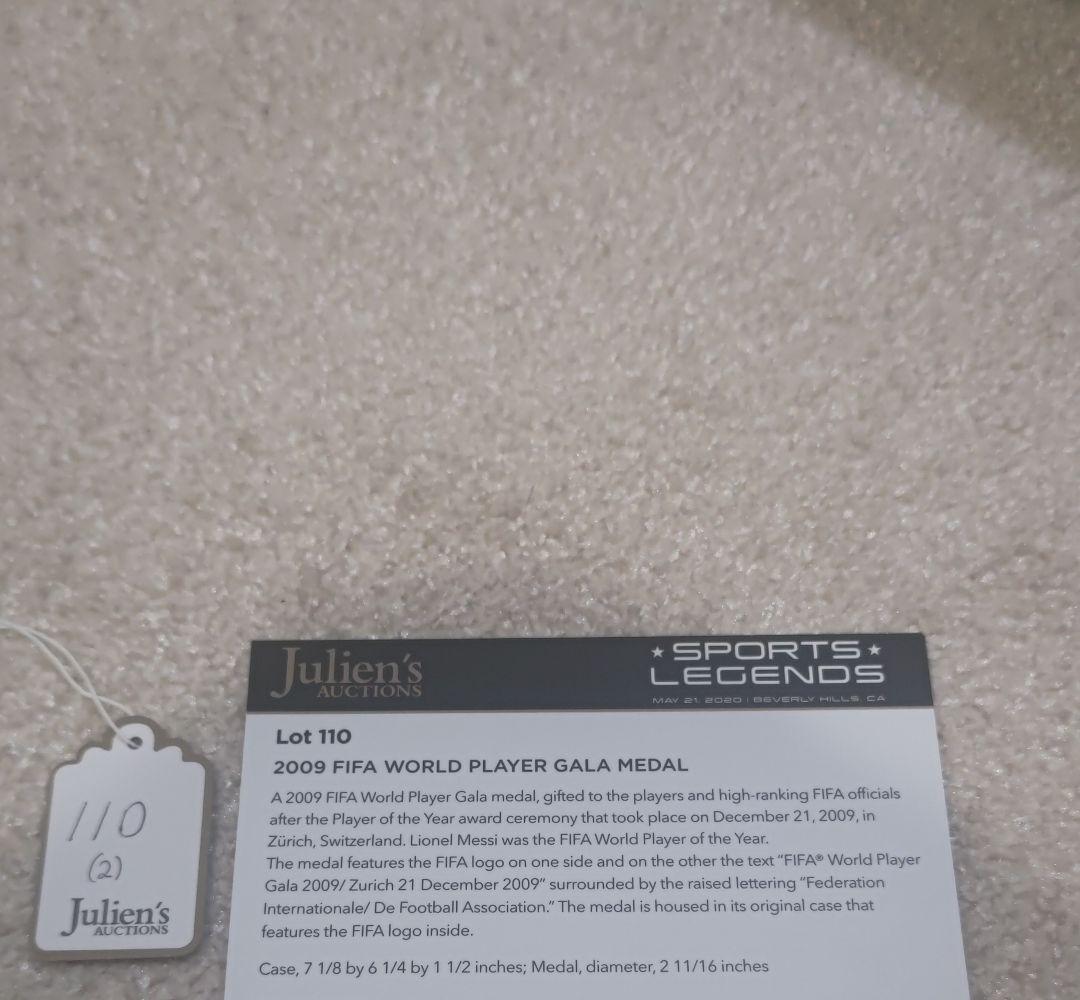 Julien's
AUCTIONS
★ SPORTS ★
LEGENDS
MAY 21, 2020 | BEVERLY HILLS, CA
Lot 110
2009 FIFA WORLD PLAYER GALA MEDAL
A 2009 FIFA World Player Gala medal, gifted to the players and high-ranking FIFA officials
after the Player of the Year award ceremony that took place on December 21, 2009, in
Zürich, Switzerland. Lionel Messi was the FIFA World Player of the Year.
The medal features the FIFA logo on one side and on the other the text “FIFA® World Player
Gala 2009/ Zurich 21 December 2009” surrounded by the raised lettering “Federation
Internationale/ De Football Association.” The medal is housed in its original case that
features the FIFA logo inside.
Case, 7 1/8 by 6 1/4 by 1 1/2 inches; Medal, diameter, 2 11/16 inches
110
(2)
Julien's
AUCTIONS